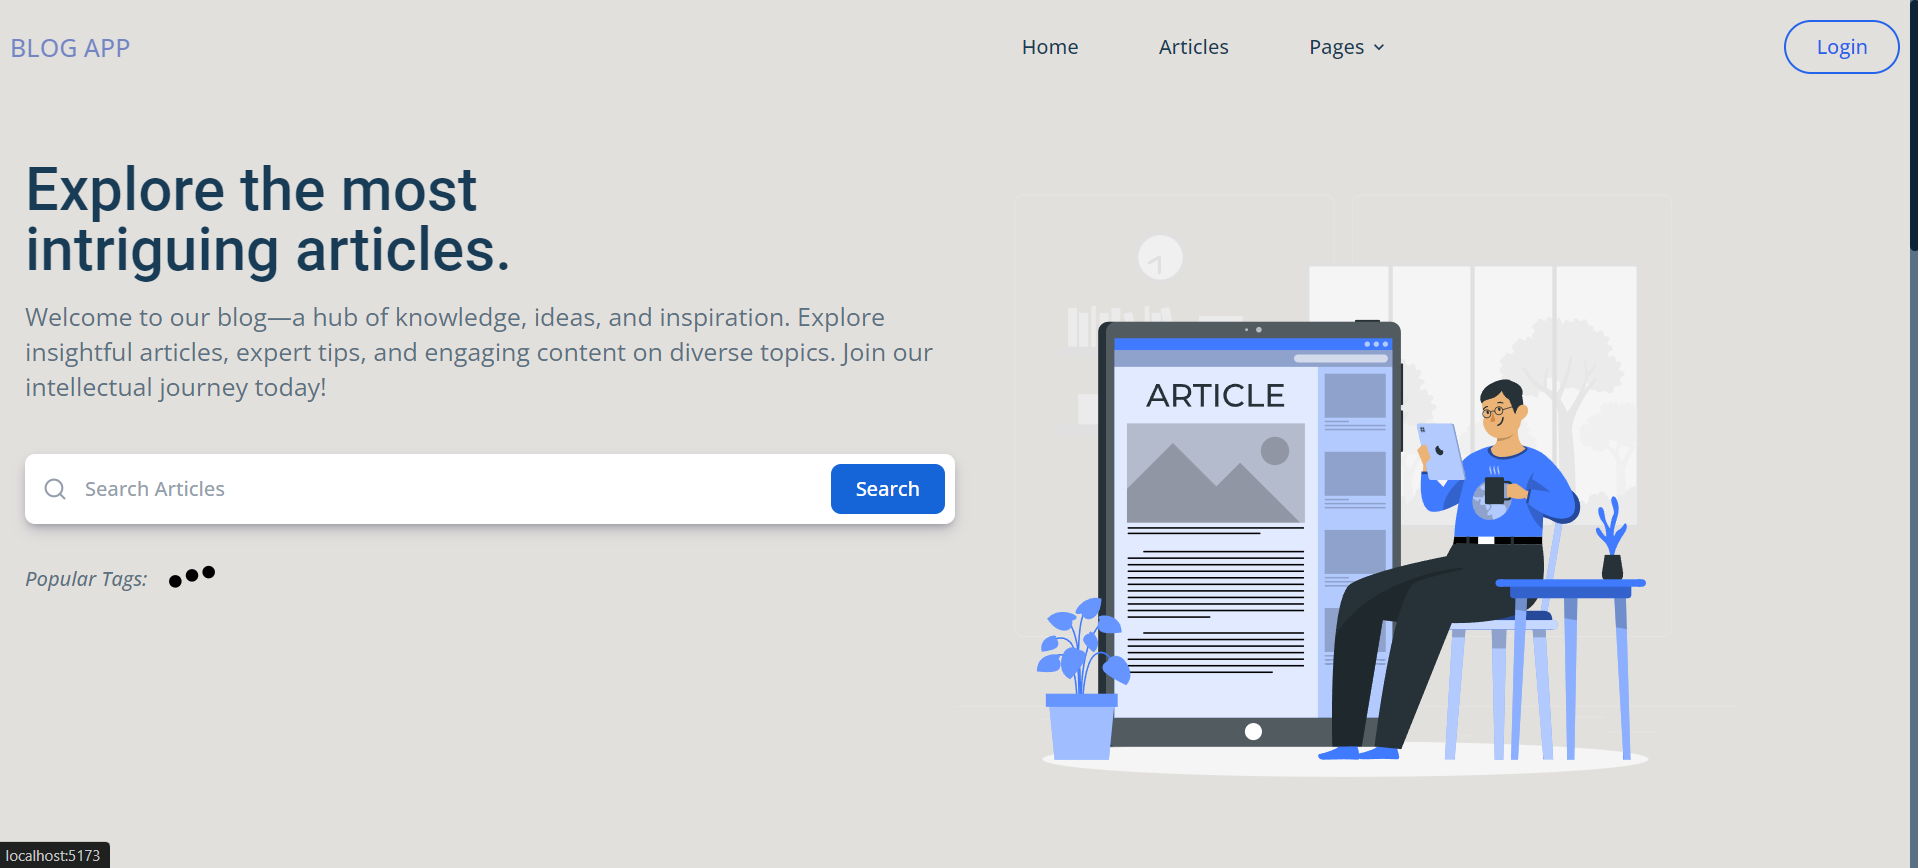 BLOG APP
Home
Articles
Pages
Login
Explore the most
intriguing articles.
Welcome to our blog—a hub of knowledge, ideas, and inspiration. Explore
insightful articles, expert tips, and engaging content on diverse topics. Join our
intellectual journey today!
Search Articles
Search
Popular Tags:
ARTICLE
localhost:5173